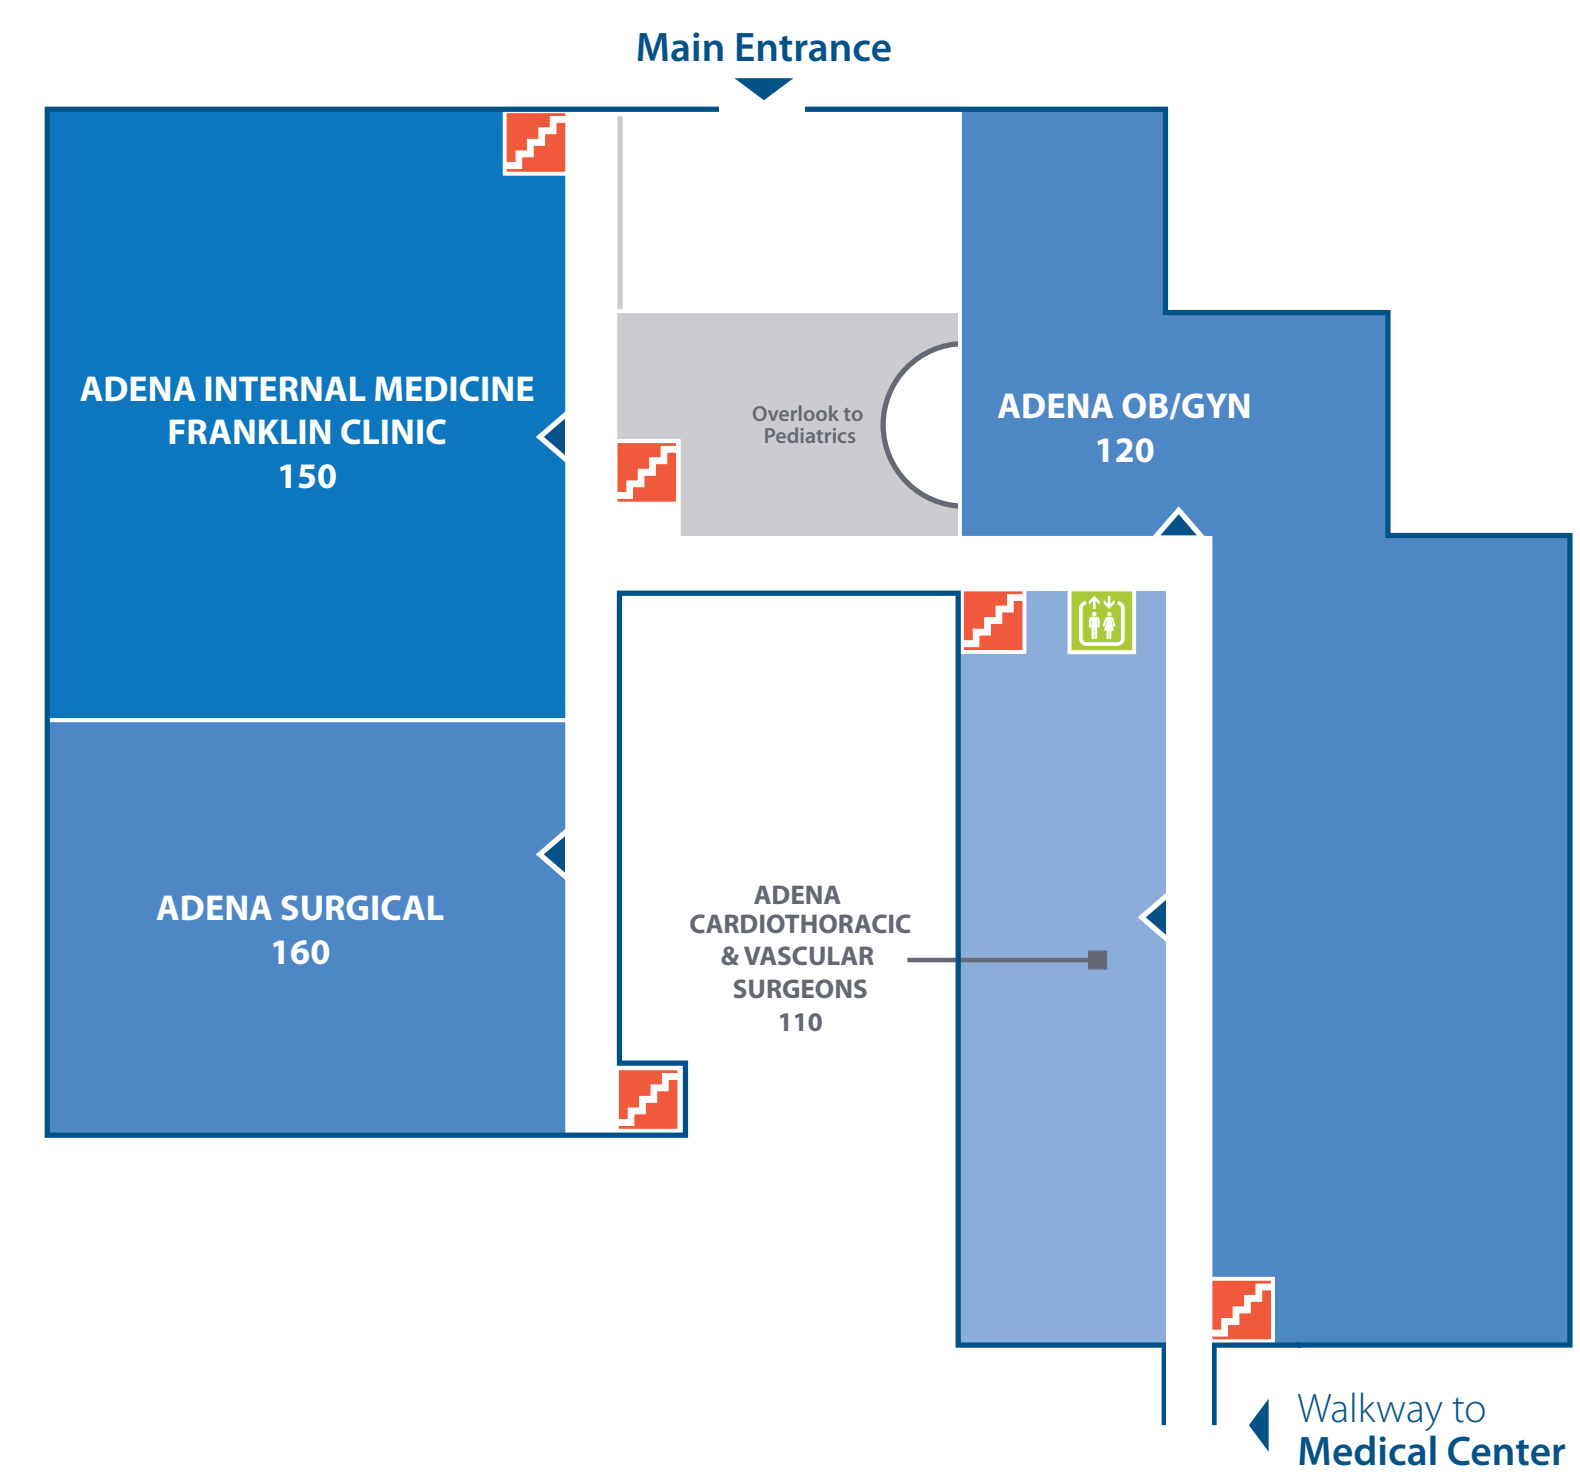 Main Entrance
ADENA INTERNAL MEDICINE
FRANKLIN CLINIC
150
Overlook to
Pediatrics
ADENA OB/GYN
120
ADENA SURGICAL
160
ADENA
CARDIOTHORACIC
& VASCULAR
SURGEONS
110
Walkway to
Medical Center